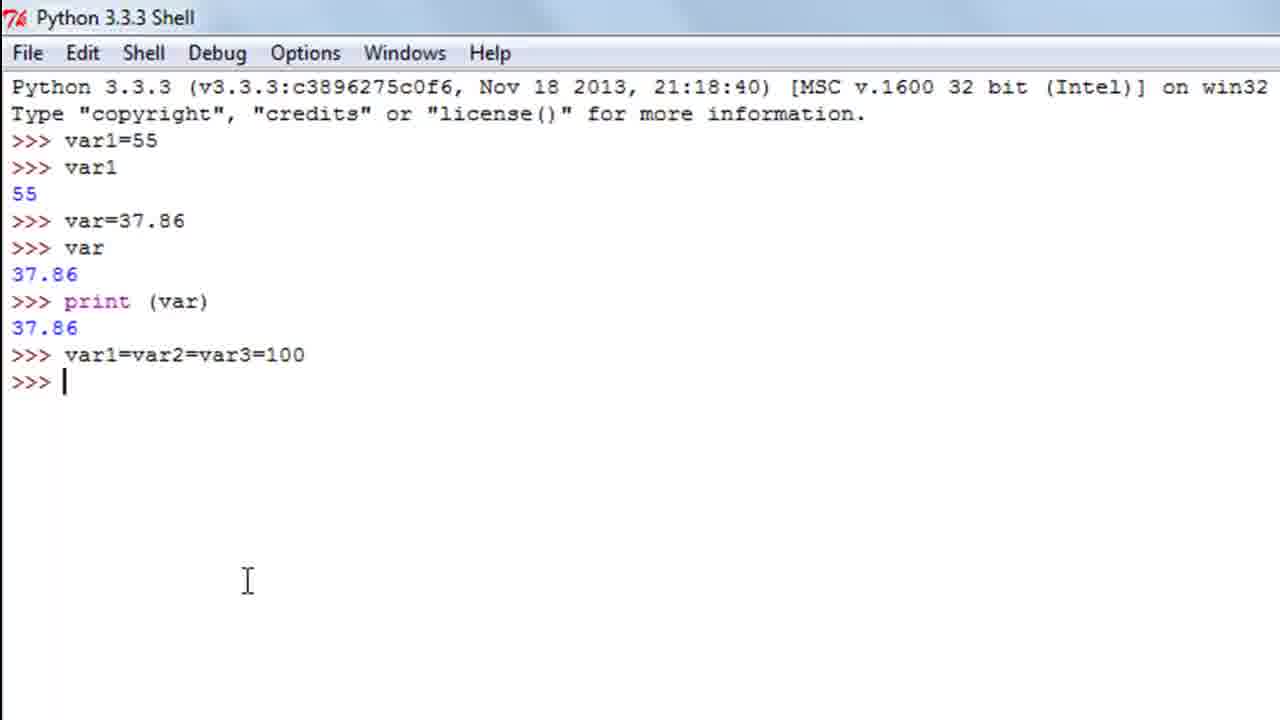 Python 3.3.3 Shell
File Edit Shell Debug Options Windows Help
Python 3.3.3 (v3.3.3:c3896275c0f6, Nov 18 2013, 21:18:40) [MSC v.1600 32 bit (Intel)] on win32
Type "copyright", "credits" or "license()" for more information.
>>> var1=55
>>> var1
55
>>> var=37.86
>>> var
37.86
>>> print (var)
37.86
>>> var1=var2=var3=100
>>>